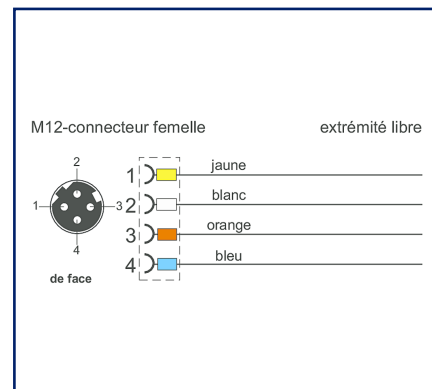 M12-connecteur femelle extrémité libre
2
1 3
4
de face
1 jaune
2 blanc
3 orange
4 bleu